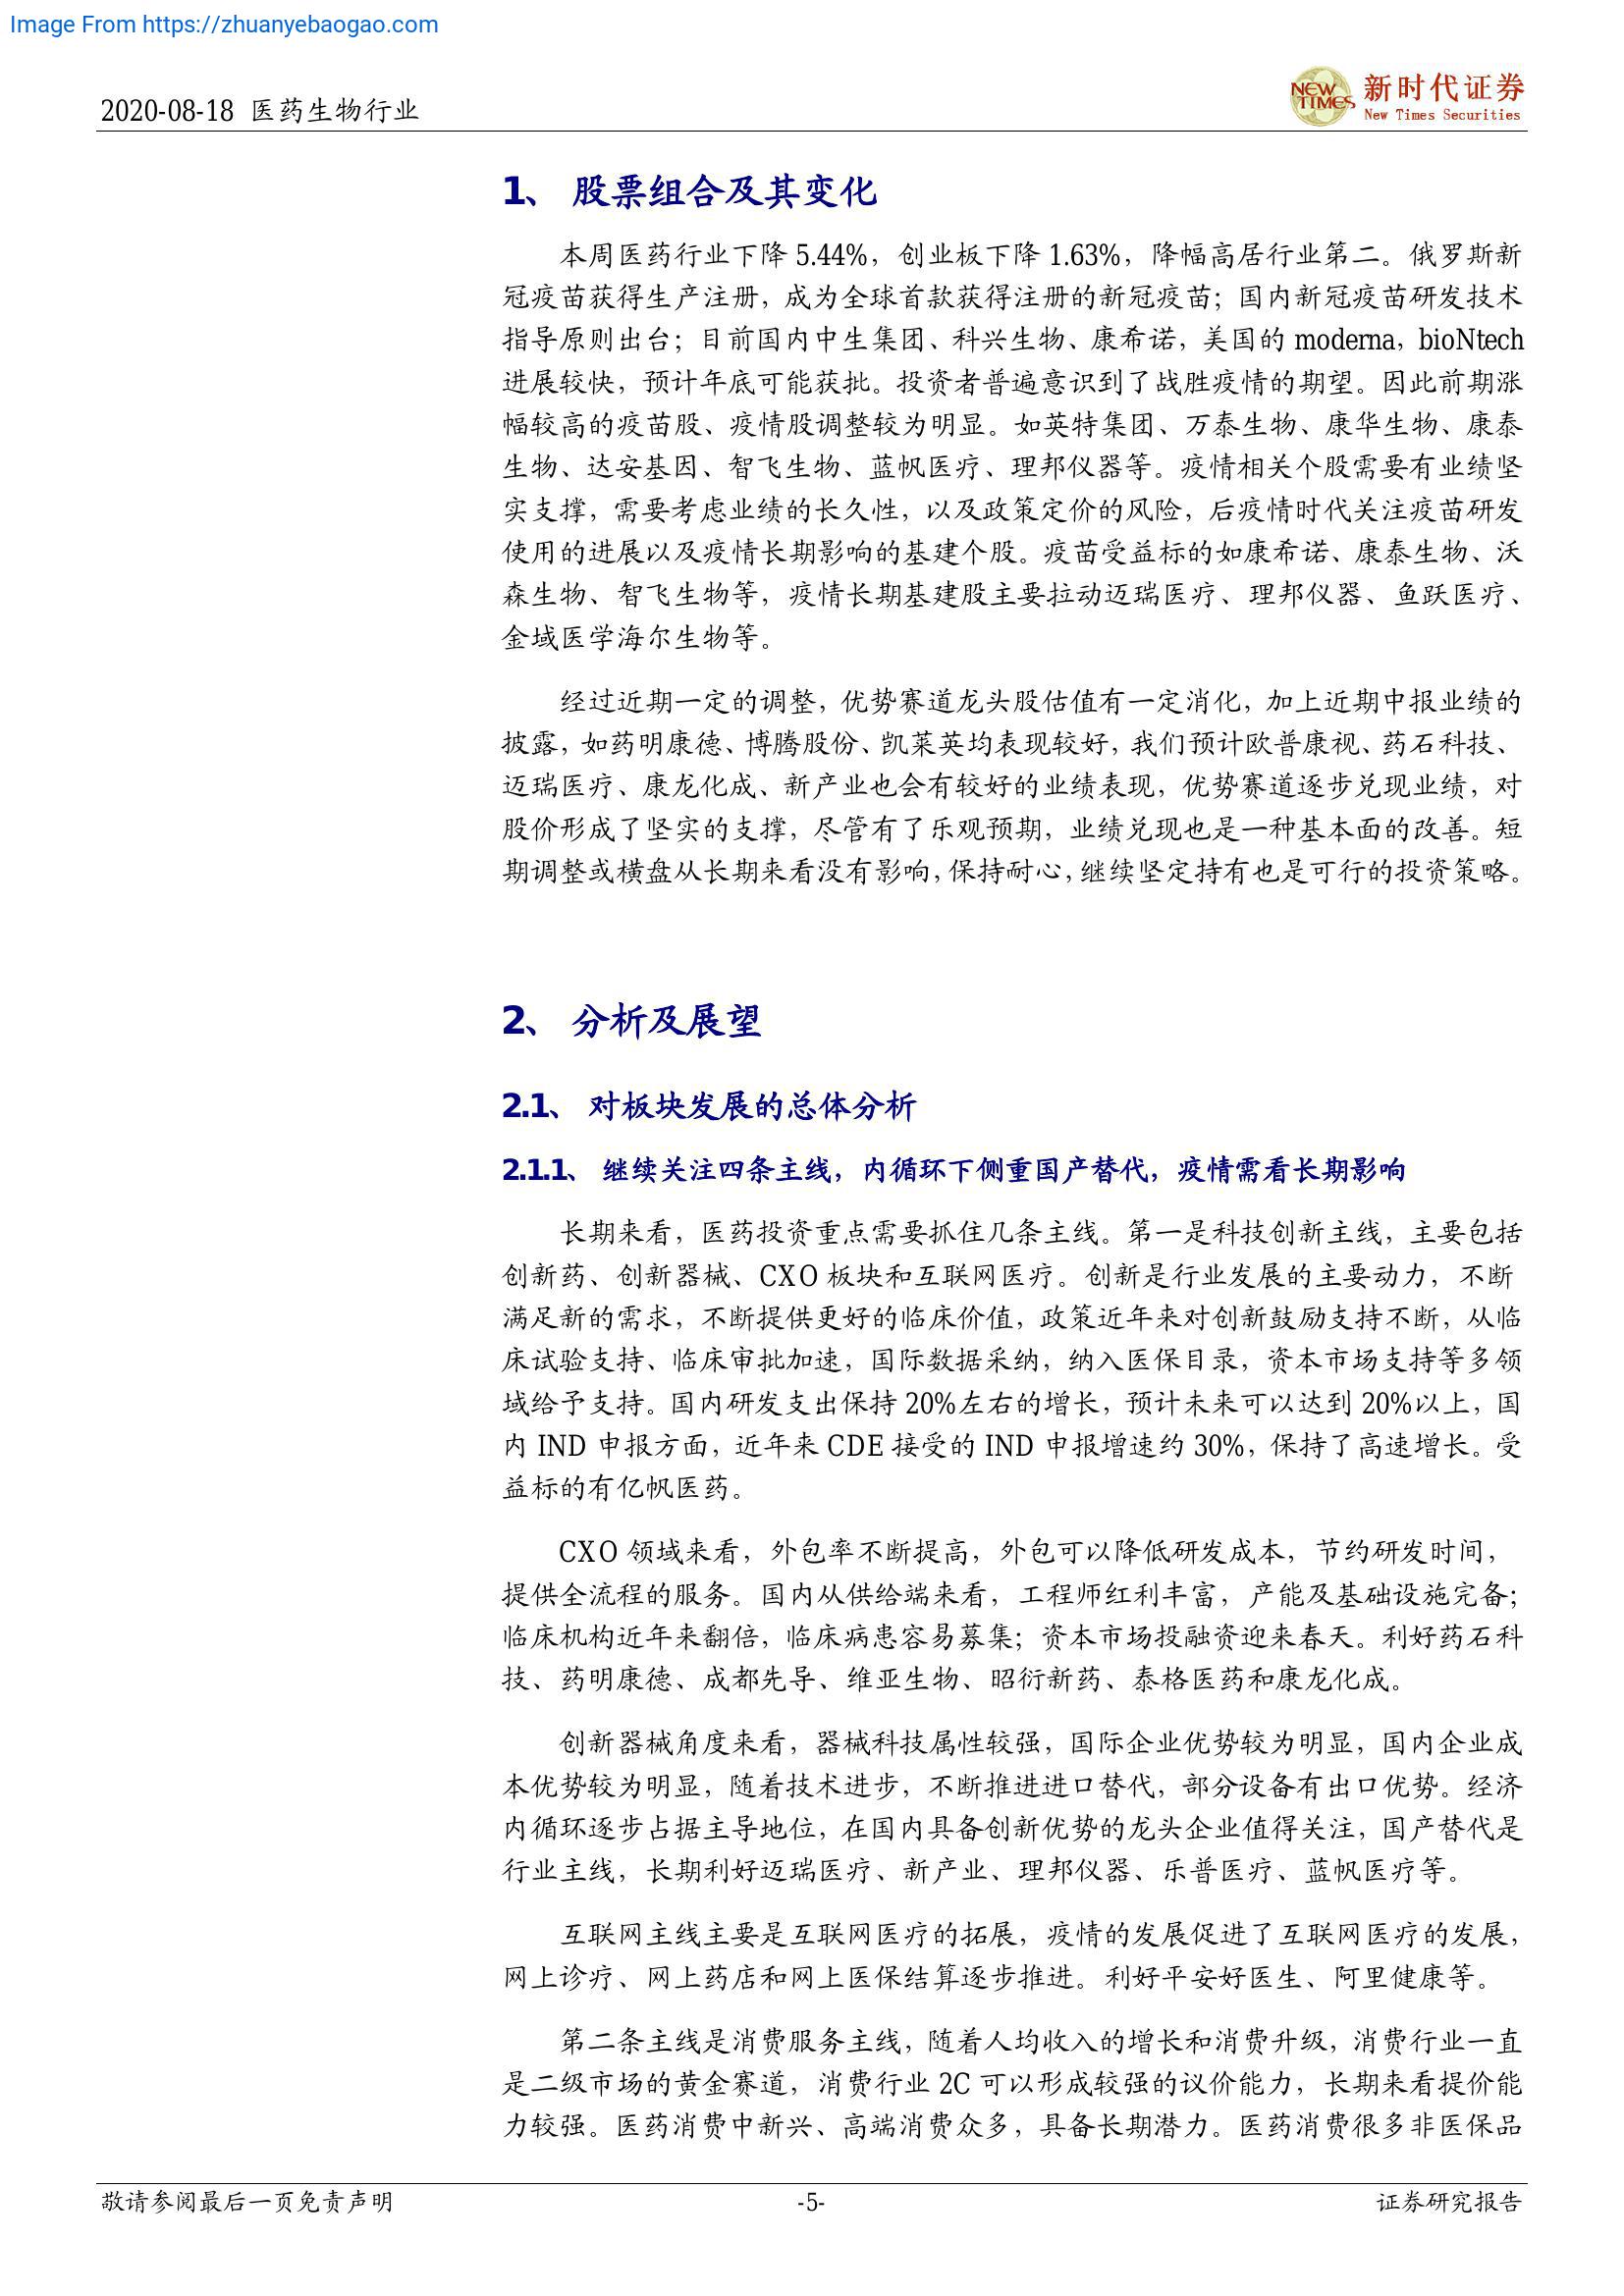 Image From https://zhuanyebaogao.com
2020-08-18 医药生物行业
NEW TIMES
新时代证券
New Times Securities
1、 股票组合及其变化
本周医药行业下降 5.44%，创业板下降 1.63%，降幅高居行业第二。俄罗斯新
冠疫苗获得生产注册，成为全球首款获得注册的新冠疫苗；国内新冠疫苗研发技术
指导原则出台；目前国内中生集团、科兴生物、康希诺，美国的 moderna，bioNtech
进展较快，预计年底可能获批。投资者普遍意识到了战胜疫情的期望。因此前期涨
幅较高的疫苗股、疫情股调整较为明显。如英特集团、万泰生物、康华生物、康泰
生物、达安基因、智飞生物、蓝帆医疗、理邦仪器等。疫情相关个股需要有业绩坚
实支撑，需要考虑业绩的长久性，以及政策定价的风险，后疫情时代关注疫苗研发
使用的进展以及疫情长期影响的基建个股。疫苗受益标的如康希诺、康泰生物、沃
森生物、智飞生物等，疫情长期基建股主要拉动迈瑞医疗、理邦仪器、鱼跃医疗、
金域医学海尔生物等。
经过近期一定的调整，优势赛道龙头股估值有一定消化，加上近期中报业绩的
披露，如药明康德、博腾股份、凯莱英均表现较好，我们预计欧普康视、药石科技、
迈瑞医疗、康龙化成、新产业也会有较好的业绩表现，优势赛道逐步兑现业绩，对
股价形成了坚实的支撑，尽管有了乐观预期，业绩兑现也是一种基本面的改善。短
期调整或横盘从长期来看没有影响，保持耐心，继续坚定持有也是可行的投资策略。
2、 分析及展望
2.1、 对板块发展的总体分析
2.1.1、 继续关注四条主线，内循环下侧重国产替代，疫情需看长期影响
长期来看，医药投资重点需要抓住几条主线。第一是科技创新主线，主要包括
创新药、创新器械、CXO 板块和互联网医疗。创新是行业发展的主要动力，不断
满足新的需求，不断提供更好的临床价值，政策近年来对创新鼓励支持不断，从临
床试验支持、临床审批加速，国际数据采纳，纳入医保目录，资本市场支持等多领
域给予支持。国内研发支出保持 20%左右的增长，预计未来可以达到 20%以上，国
内 IND 申报方面，近年来 CDE 接受的 IND 申报增速约 30%，保持了高速增长。受
益标的有亿帆医药。
CXO 领域来看，外包率不断提高，外包可以降低研发成本，节约研发时间，
提供全流程的服务。国内从供给端来看，工程师红利丰富，产能及基础设施完备；
临床机构近年来翻倍，临床病患容易募集；资本市场投融资迎来春天。利好药石科
技、药明康德、成都先导、维亚生物、昭衍新药、泰格医药和康龙化成。
创新器械角度来看，器械科技属性较强，国际企业优势较为明显，国内企业成
本优势较为明显，随着技术进步，不断推进进口替代，部分设备有出口优势。经济
内循环逐步占据主导地位，在国内具备创新优势的龙头企业值得关注，国产替代是
行业主线，长期利好迈瑞医疗、新产业、理邦仪器、乐普医疗、蓝帆医疗等。
互联网主线主要是互联网医疗的拓展，疫情的发展促进了互联网医疗的发展，
网上诊疗、网上药店和网上医保结算逐步推进。利好平安好医生、阿里健康等。
第二条主线是消费服务主线，随着人均收入的增长和消费升级，消费行业一直
是二级市场的黄金赛道，消费行业 2C 可以形成较强的议价能力，长期来看提价能
力较强。医药消费中新兴、高端消费众多，具备长期潜力。医药消费很多非医保品
敬请参阅最后一页免责声明
-5-
证券研究报告